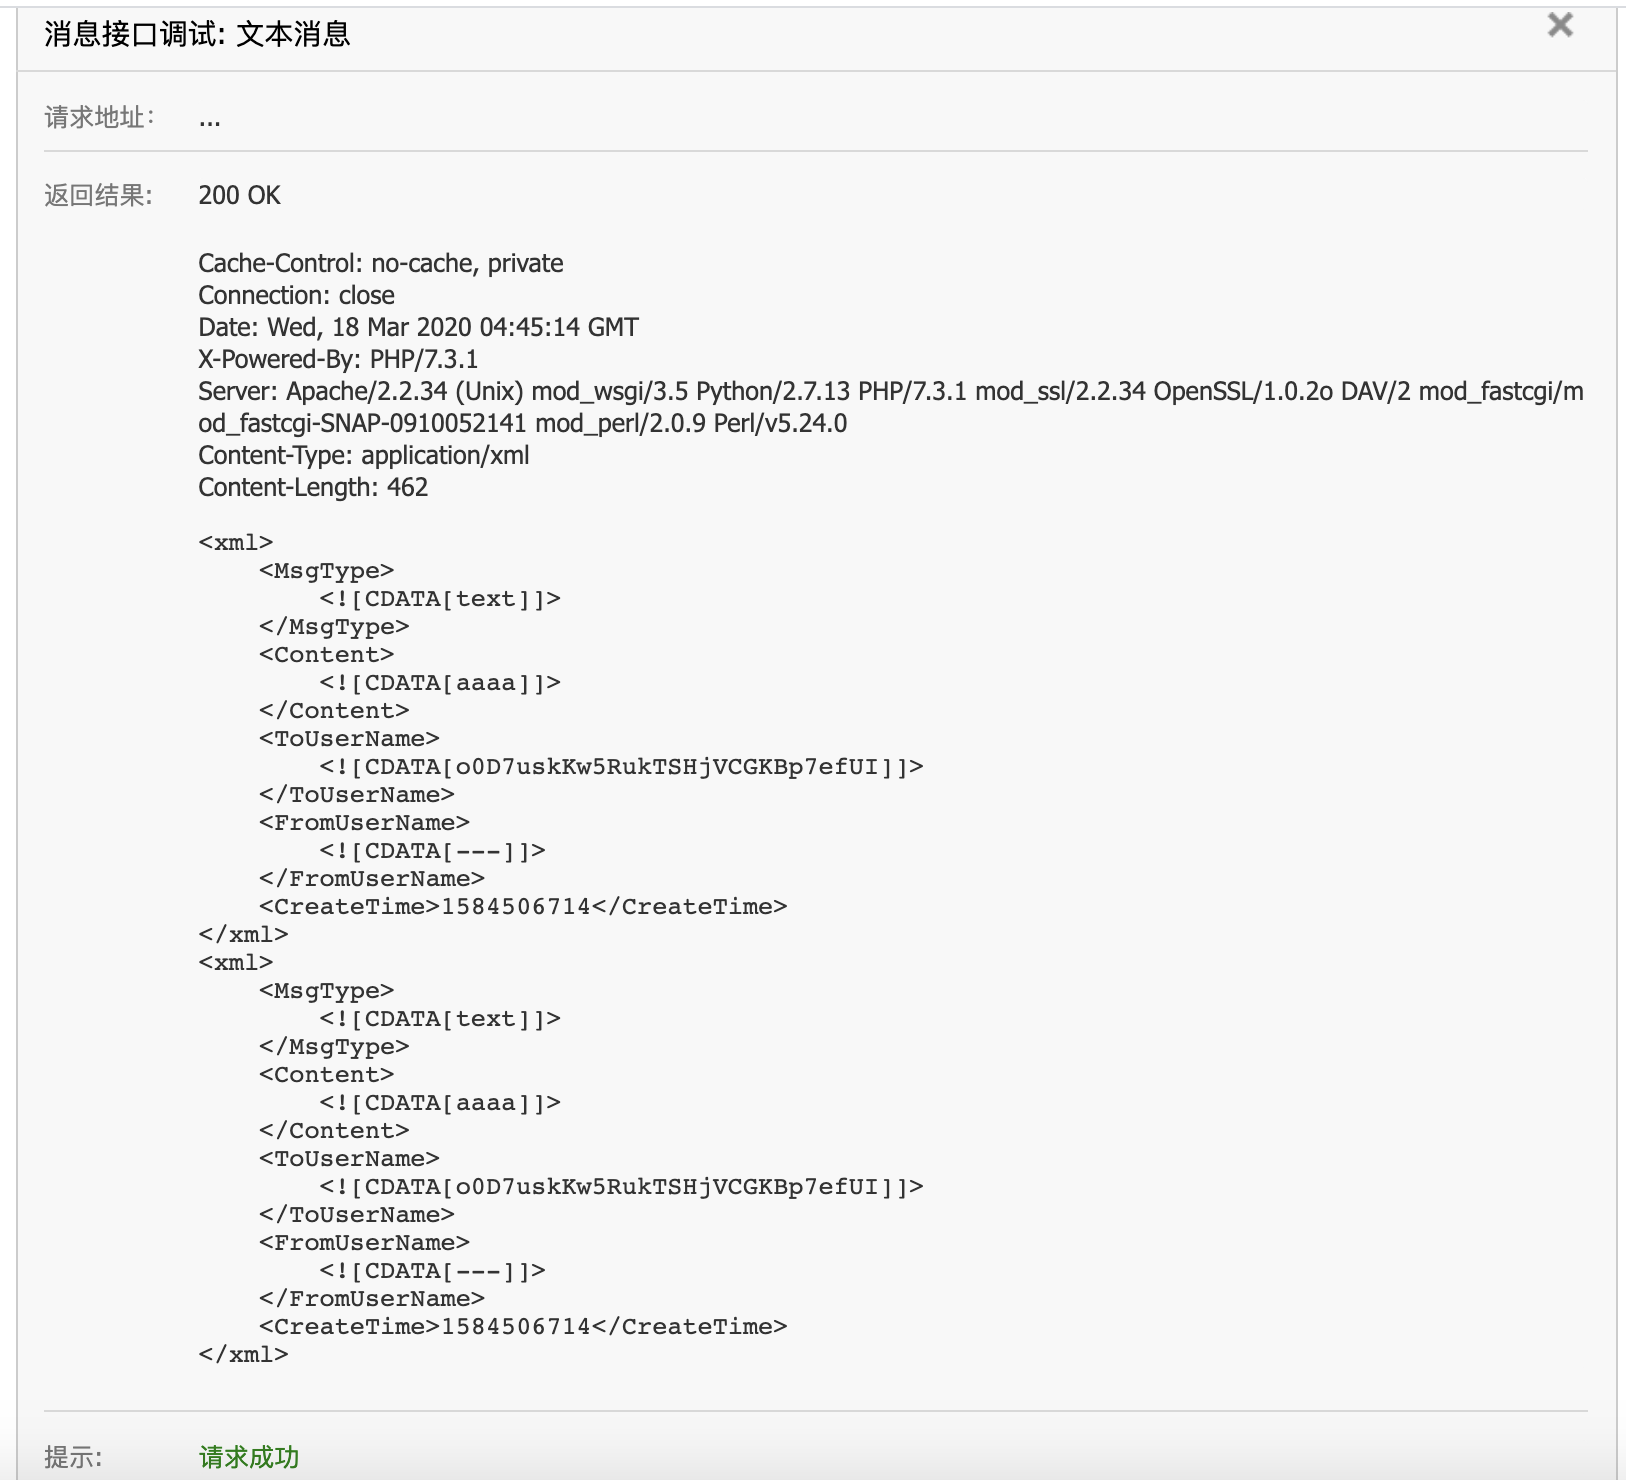 消息接口调试: 文本消息
请求地址: ...
返回结果: 200 OK
Cache-Control: no-cache, private
Connection: close
Date: Wed, 18 Mar 2020 04:45:14 GMT
X-Powered-By: PHP/7.3.1
Server: Apache/2.2.34 (Unix) mod_wsgi/3.5 Python/2.7.13 PHP/7.3.1 mod_ssl/2.2.34 OpenSSL/1.0.2o DAV/2 mod_fastcgi/m
od_fastcgi-SNAP-0910052141 mod_perl/2.0.9 Perl/v5.24.0
Content-Type: application/xml
Content-Length: 462
<xml>
    <MsgType>
        <![CDATA[text]]>
    </MsgType>
    <Content>
        <![CDATA[aaaa]]>
    </Content>
    <ToUserName>
        <![CDATA[o0D7uskKw5RukTSHjVCGKBp7efUI]]>
    </ToUserName>
    <FromUserName>
        <![CDATA[---]]>
    </FromUserName>
    <CreateTime>1584506714</CreateTime>
</xml>
<xml>
    <MsgType>
        <![CDATA[text]]>
    </MsgType>
    <Content>
        <![CDATA[aaaa]]>
    </Content>
    <ToUserName>
        <![CDATA[o0D7uskKw5RukTSHjVCGKBp7efUI]]>
    </ToUserName>
    <FromUserName>
        <![CDATA[---]]>
    </FromUserName>
    <CreateTime>1584506714</CreateTime>
</xml>
提示: 请求成功